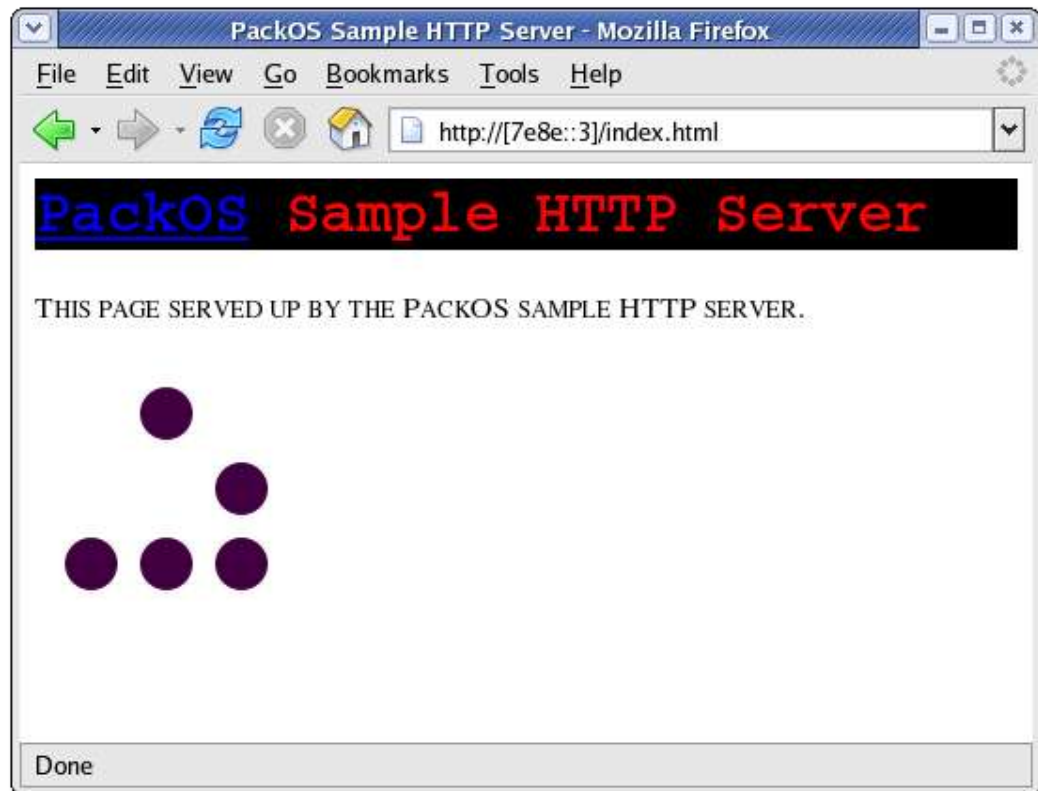 PackOS Sample HTTP Server - Mozilla Firefox
File Edit View Go Bookmarks Tools Help
http://[7e8e::3]/index.html
PackOS Sample HTTP Server
This page served up by the PackOS sample HTTP server.
Done